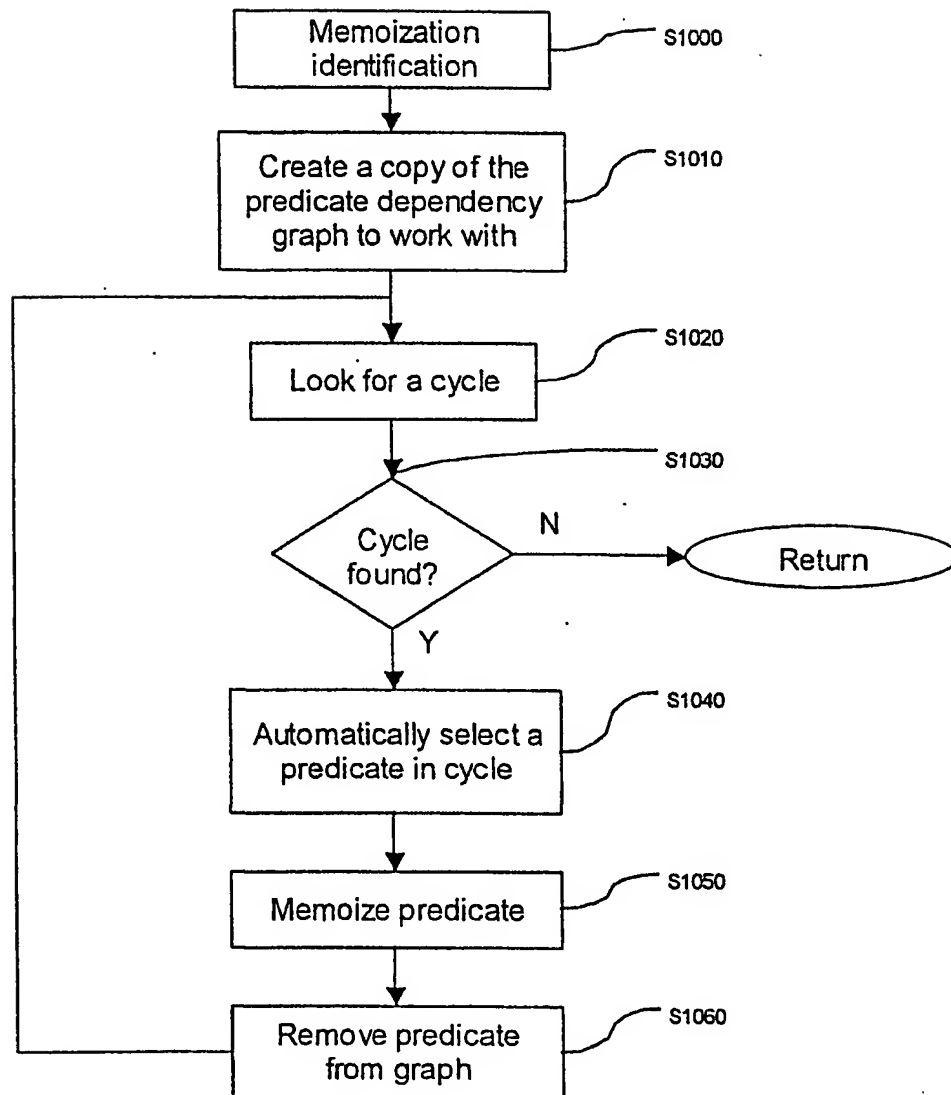 Memoization
identification
S1000
Create a copy of the
predicate dependency
graph to work with
S1010
Look for a cycle
S1020
S1030
Cycle
found?
N
Return
Y
Automatically select a
predicate in cycle
S1040
Memoize predicate
S1050
Remove predicate
from graph
S1060